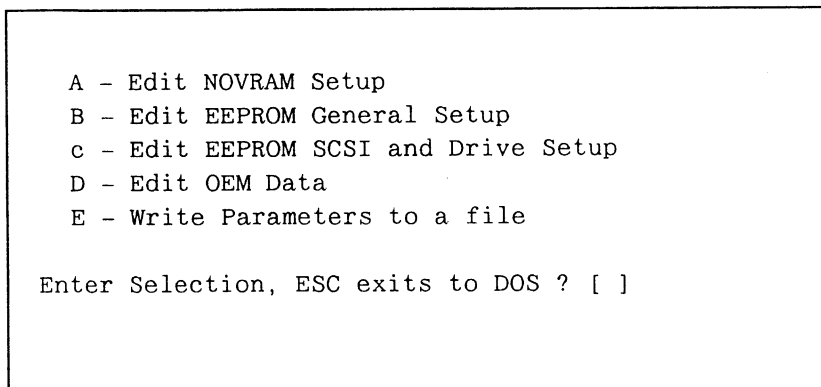 A - Edit NOVRAM Setup
B - Edit EEPROM General Setup
c - Edit EEPROM SCSI and Drive Setup
D - Edit OEM Data
E - Write Parameters to a file
Enter Selection, ESC exits to DOS ? [ ]